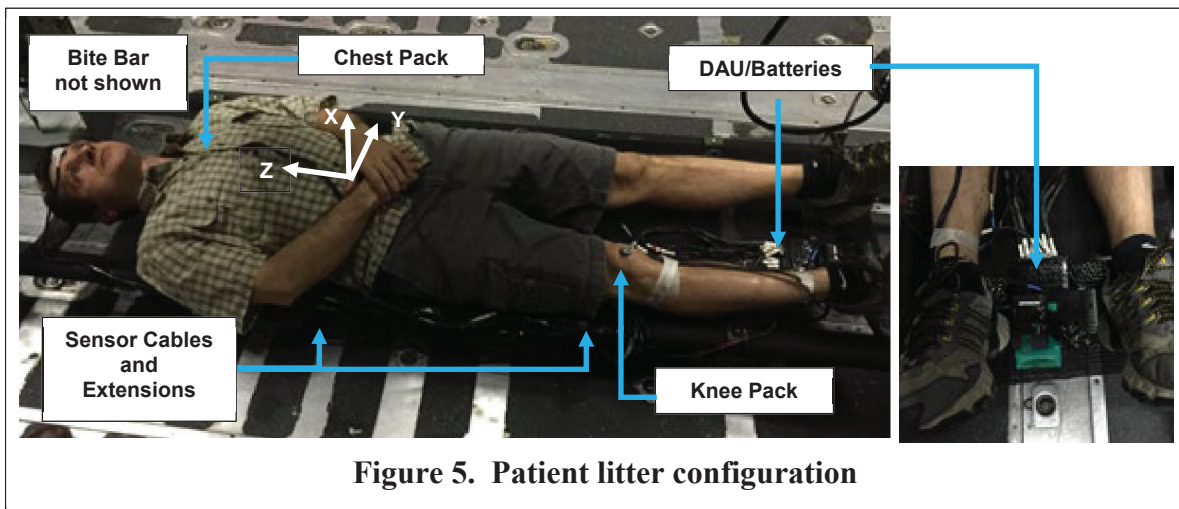 Bite Bar
not shown
Chest Pack
DAU/Batteries
X
Y
Z
Sensor Cables
and
Extensions
Knee Pack
Figure 5.  Patient litter configuration